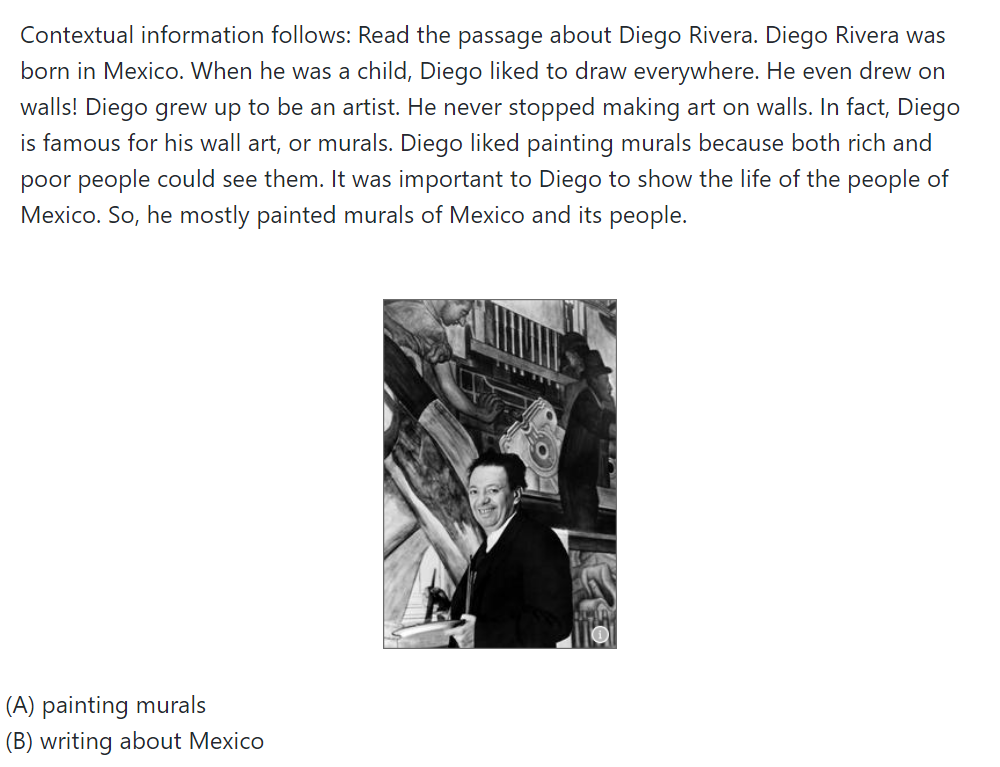 Contextual information follows: Read the passage about Diego Rivera. Diego Rivera was
born in Mexico. When he was a child, Diego liked to draw everywhere. He even drew on
walls! Diego grew up to be an artist. He never stopped making art on walls. In fact, Diego
is famous for his wall art, or murals. Diego liked painting murals because both rich and
poor people could see them. It was important to Diego to show the life of the people of
Mexico. So, he mostly painted murals of Mexico and its people.
(A) painting murals
(B) writing about Mexico